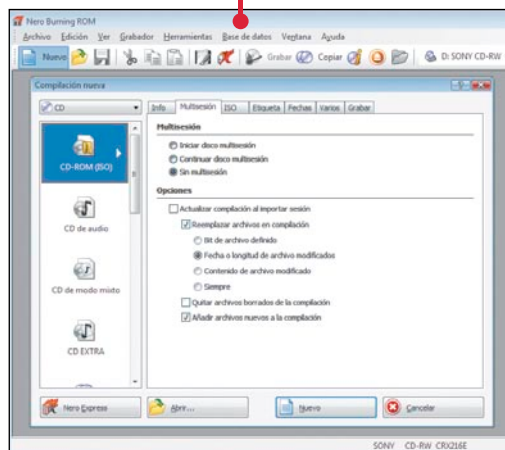 Nero Burning ROM
Archivo Edición Ver Grabador Herramientas Base de datos Ventana Ayuda
Nuevo Grabar Copiar D: SONY CD-RW
Compilación nueva
CD
Info Multisesión ISO Etiqueta Fechas Varios Grabar
Multisesión
Iniciar disco multisesión
Continuar disco multisesión
Sin multisesión
Opciones
Actualizar compilación al importar sesión
Reemplazar archivos en compilación
Bit de archivo definido
Fecha o longitud de archivo modificados
Contenido de archivo modificado
Siempre
Quitar archivos borrados de la compilación
Añadir archivos nuevos a la compilación
CD-ROM (ISO)
CD de audio
CD de modo mixto
CD EXTRA
Nero Express Abrir... Nuevo Cancelar
SONY CD-RW CRX216E